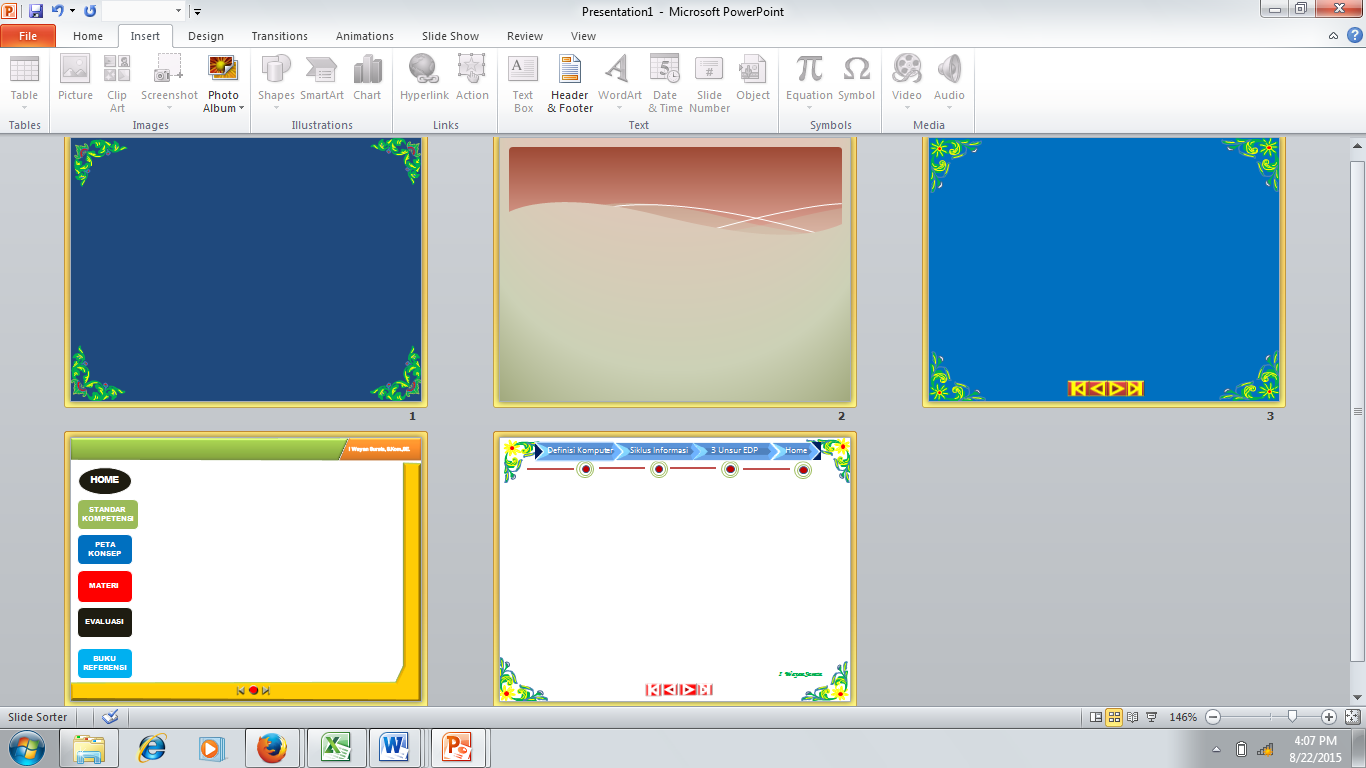 Presentation1 - Microsoft PowerPoint
File Home Insert Design Transitions Animations Slide Show Review View
Table Picture Clip Art Screenshot Photo Album Shapes SmartArt Chart Hyperlink Action Text Box Header & Footer WordArt Date & Time Slide Number Object Equation Symbol Video Audio
Tables Images Illustrations Links Text Symbols Media
1 2 3
HOME
STANDAR
KOMPETENSI
PETA
KONSEP
MATERI
EVALUASI
BUKU
REFERENSI
Definisi Komputer Siklus Informasi 3 Unsur EDP Home
I Wayan
Slide Sorter 146%
4:07 PM
8/22/2015